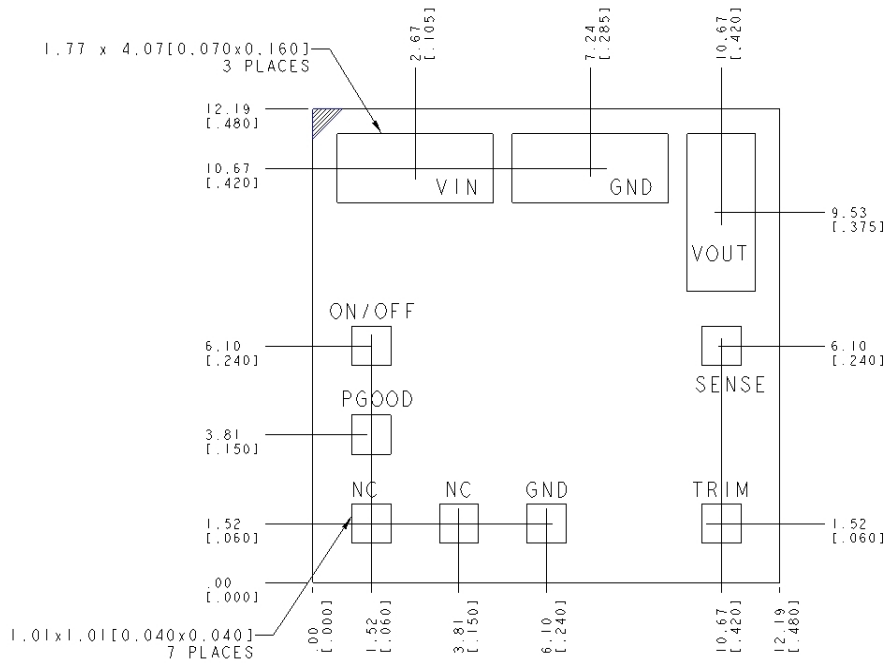 1.77 x 4.07[0.070x0.160]
3 PLACES
2.67
[.105]
7.24
[.285]
10.67
[.420]
12.19
[.480]
10.67
[.420]
VIN
GND
9.53
[.375]
VOUT
ON/OFF
6.10
[.240]
6.10
[.240]
SENSE
PGOOD
3.81
[.150]
NC
NC
GND
TRIM
1.52
[.060]
1.52
[.060]
.00
[.000]
1.01x1.01[0.040x0.040]
7 PLACES
.00
[.000]
1.52
[.060]
3.81
[.150]
6.10
[.240]
10.67
[.420]
12.19
[.480]